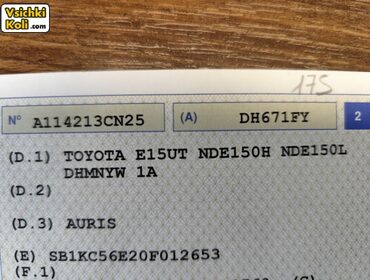 Vsichki
Koli.com
175
N° A114213CN25 (A) DH671FY 2
(D.1) TOYOTA E15UT NDE150H NDE150L
DHMNYW 1A
(D.2)
(D.3) AURIS
(E) SB1KC56E20F012653
(F.1)